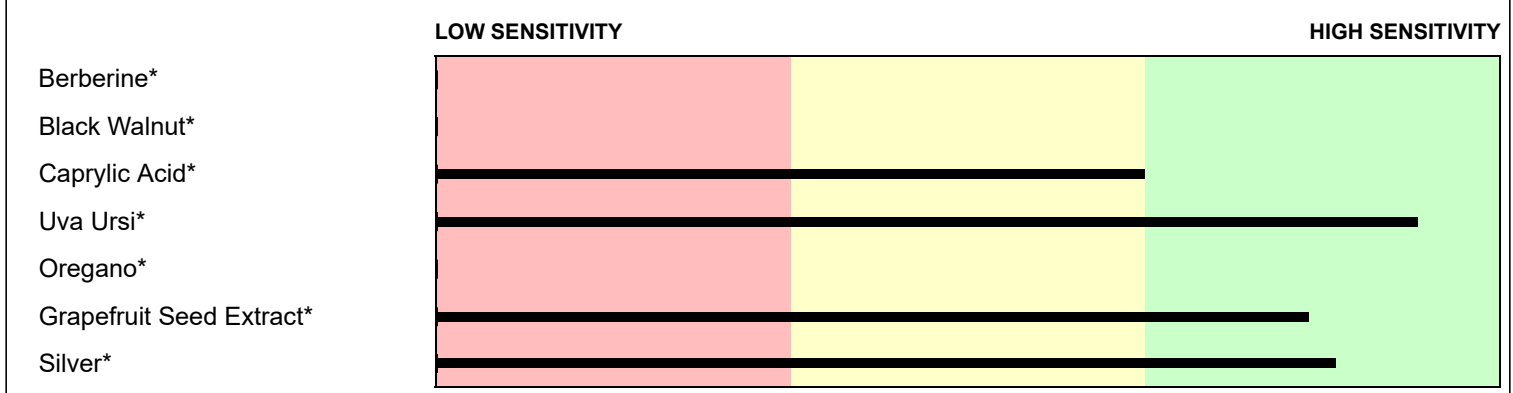 LOW SENSITIVITY HIGH SENSITIVITY
Berberine*
Black Walnut*
Caprylic Acid*
Uva Ursi*
Oregano*
Grapefruit Seed Extract*
Silver*